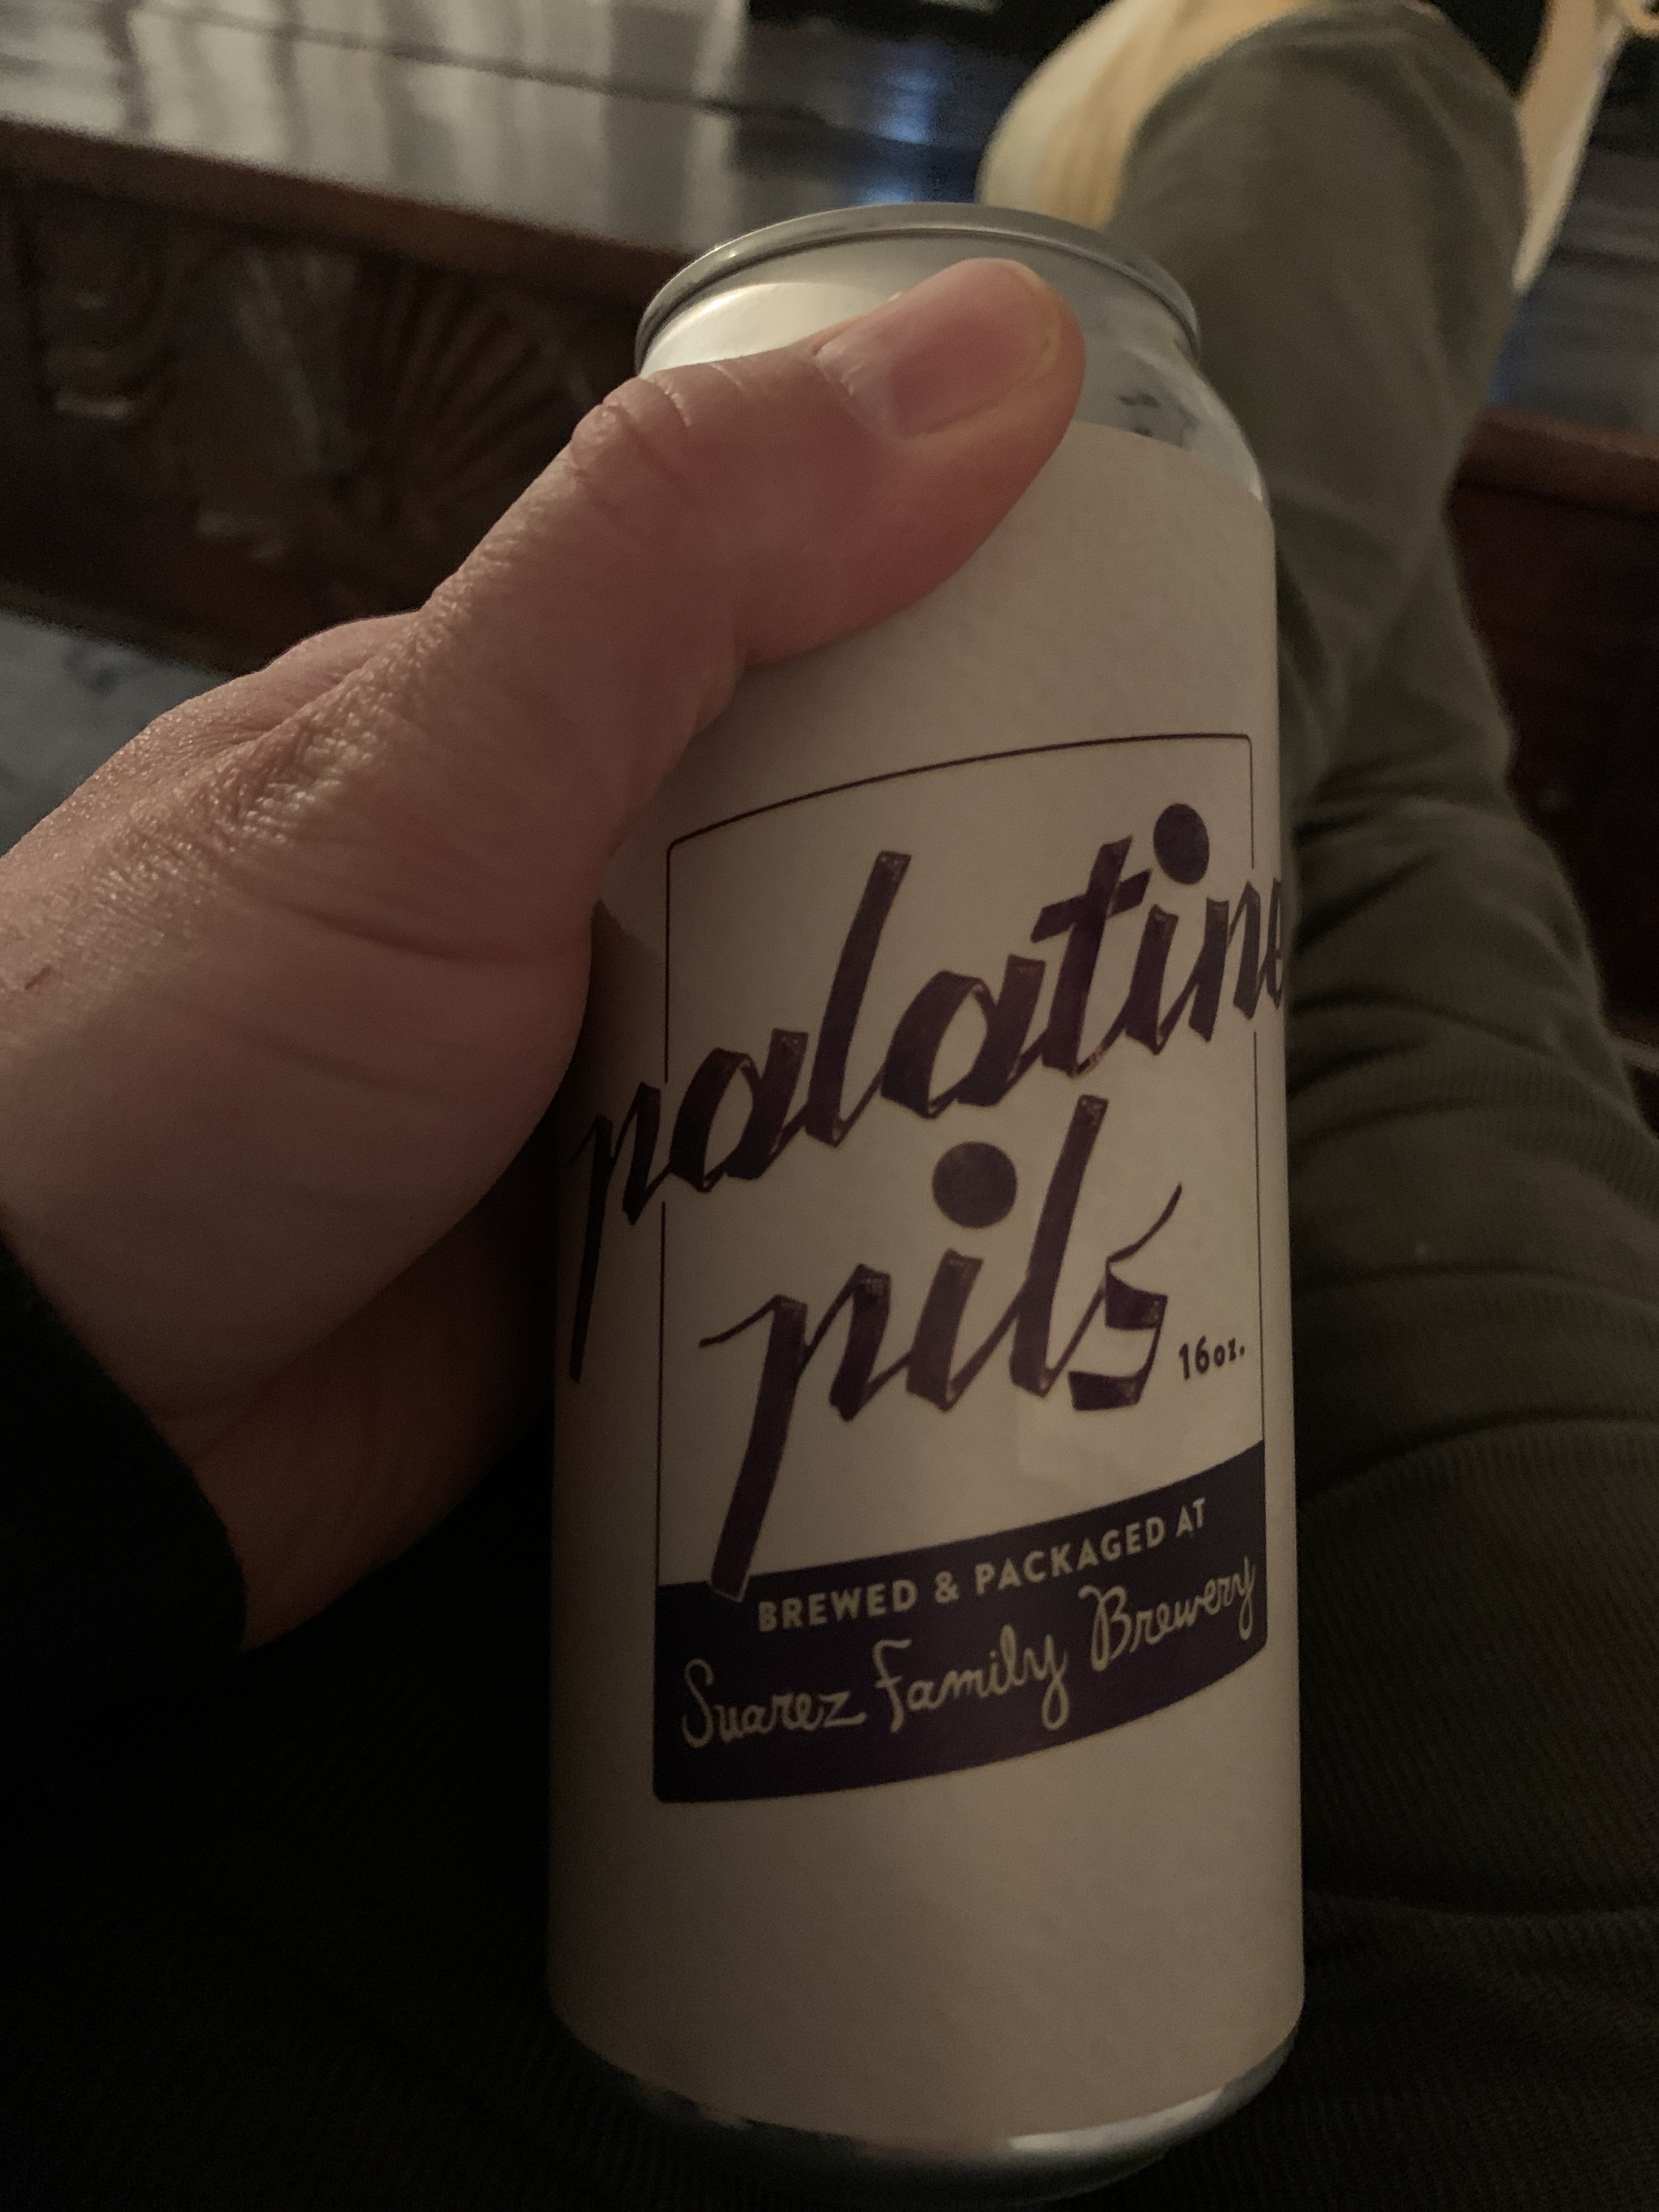 palatine
pils
16oz.
BREWED & PACKAGED AT
Suarez Family Brewery